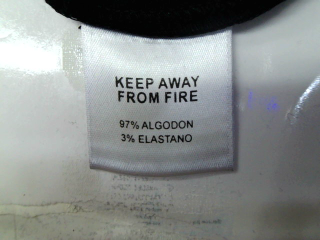 KEEP AWAY
FROM FIRE
97% ALGODON
3% ELASTANO